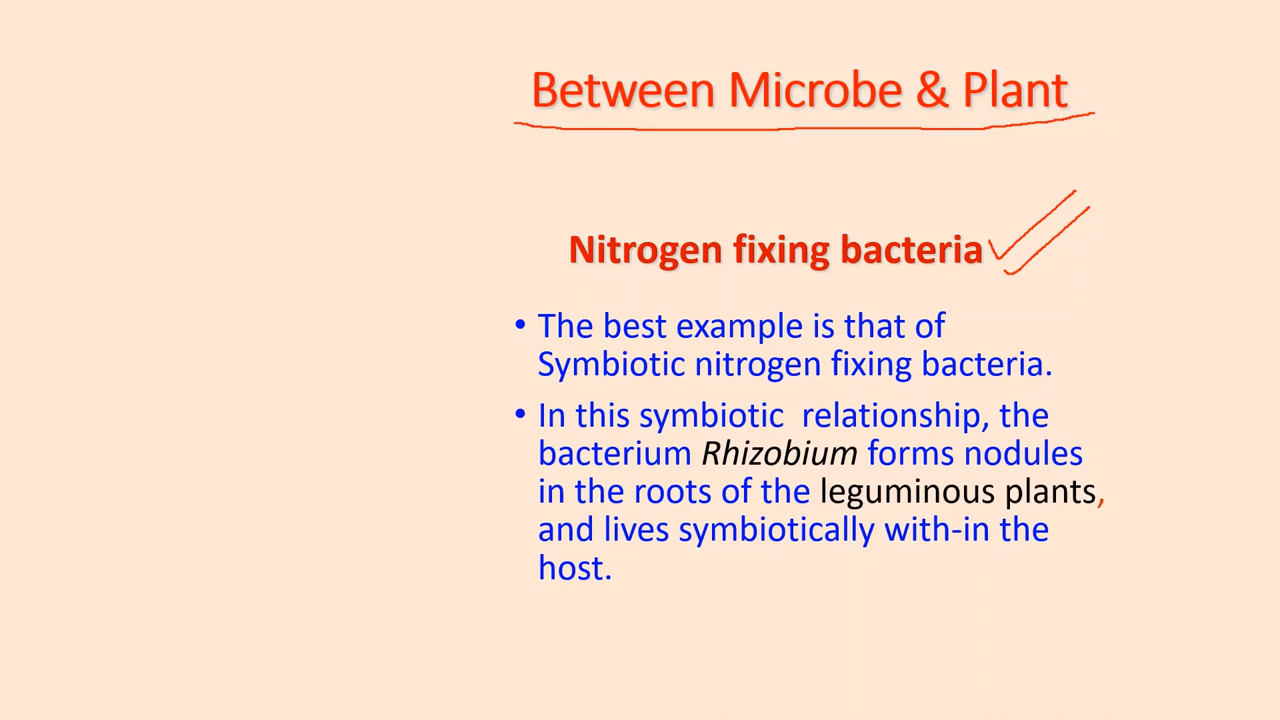 Between Microbe & Plant
Nitrogen fixing bacteria
• The best example is that of
Symbiotic nitrogen fixing bacteria.
• In this symbiotic relationship, the
bacterium Rhizobium forms nodules
in the roots of the leguminous plants,
and lives symbiotically with-in the
host.